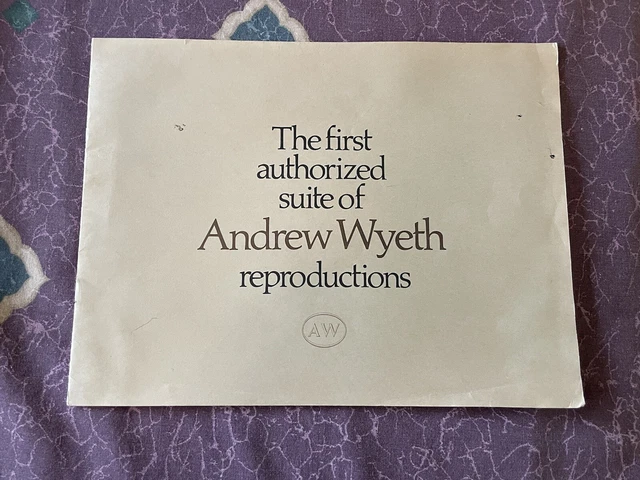 The first
authorized
suite of
Andrew Wyeth
reproductions
AW